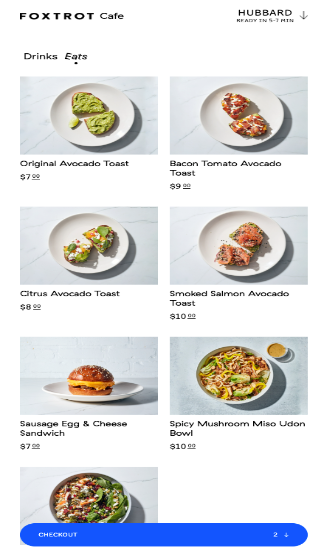 FOXTROT Cafe
HUBBARD
READY IN 5-7 MIN
Drinks Eats
Original Avocado Toast
$7 00
Bacon Tomato Avocado
Toast
$9 00
Citrus Avocado Toast
$8 00
Smoked Salmon Avocado
Toast
$10 00
Sausage Egg & Cheese
Sandwich
$7 00
Spicy Mushroom Miso Udon
Bowl
$10 00
CHECKOUT 2